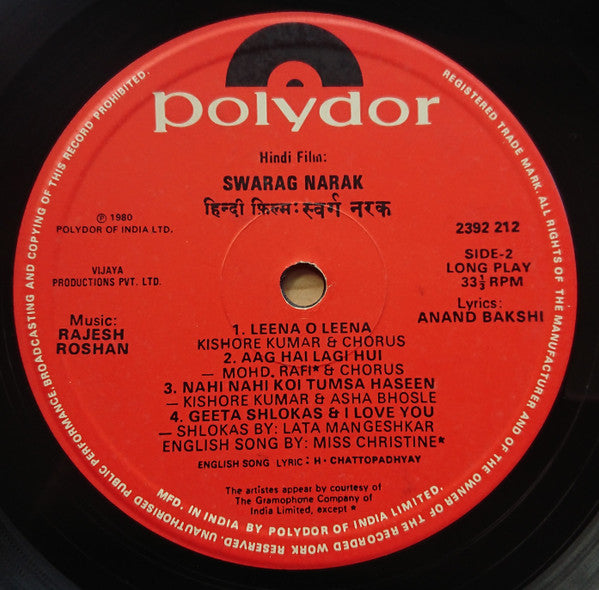 polydor
Hindi Film:
SWARAG NARAK
हिन्दी फ़िल्म : स्वर्ग नरक
℗ 1980
POLYDOR OF INDIA LTD.
2392 212
VIJAYA
PRODUCTIONS PVT. LTD.
SIDE-2
LONG PLAY
33⅓ RPM
Music:
RAJESH
ROSHAN
Lyrics:
ANAND BAKSHI
1. LEENA O LEENA
KISHORE KUMAR & CHORUS
2. AAG HAI LAGI HUI
— MOHD. RAFI* & CHORUS
3. NAHI NAHI KOI TUMSA HASEEN
— KISHORE KUMAR & ASHA BHOSLE
4. GEETA SHLOKAS & I LOVE YOU
— SHLOKAS BY: LATA MANGESHKAR
ENGLISH SONG BY: MISS CHRISTINE*
ENGLISH SONG LYRIC : H. CHATTOPADHYAY
The artistes appear by courtesy of
The Gramophone Company of
India Limited, except *
MFD. IN INDIA BY POLYDOR OF INDIA LIMITED.
REGISTERED TRADE MARK. ALL RIGHTS OF THE MANUFACTURER AND OF THE OWNER OF THE RECORDED WORK RESERVED. UNAUTHORISED PUBLIC PERFORMANCE. BROADCASTING AND COPYING OF THIS RECORD PROHIBITED.